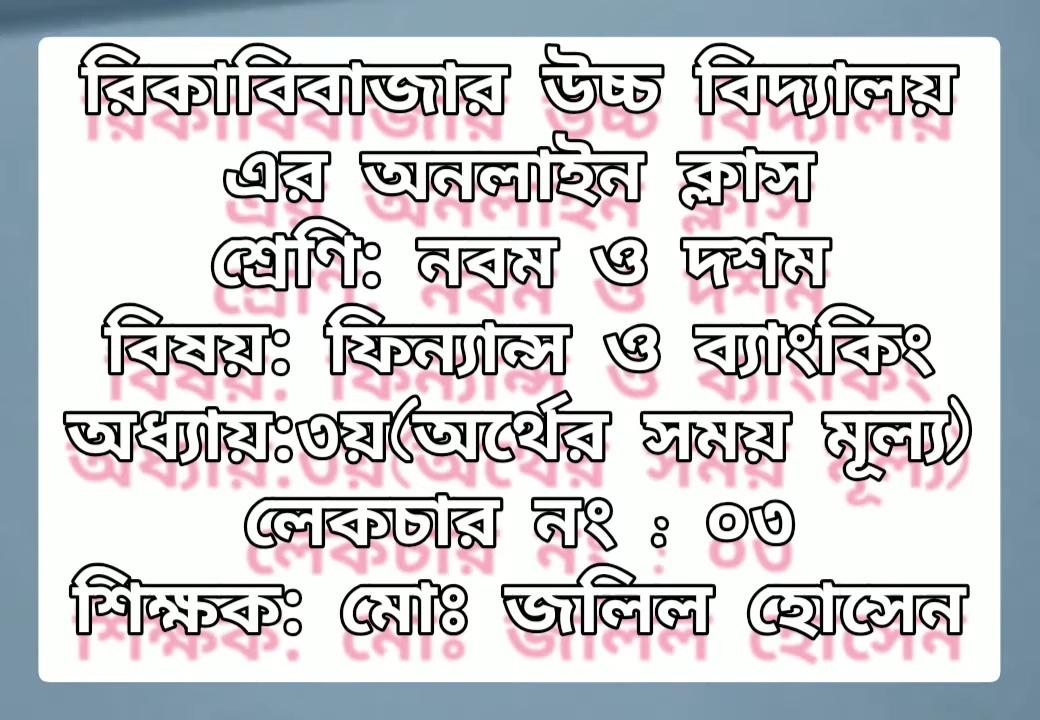 রিকাবিবাজার উচ্চ বিদ্যালয়
এর অনলাইন ক্লাস
শ্রেণি: নবম ও দশম
বিষয়: ফিন্যান্স ও ব্যাংকিং
অধ্যায়:৩য়(অর্থের সময় মূল্য)
লেকচার নং : ০৩
শিক্ষক: মোঃ জলিল হোসেন